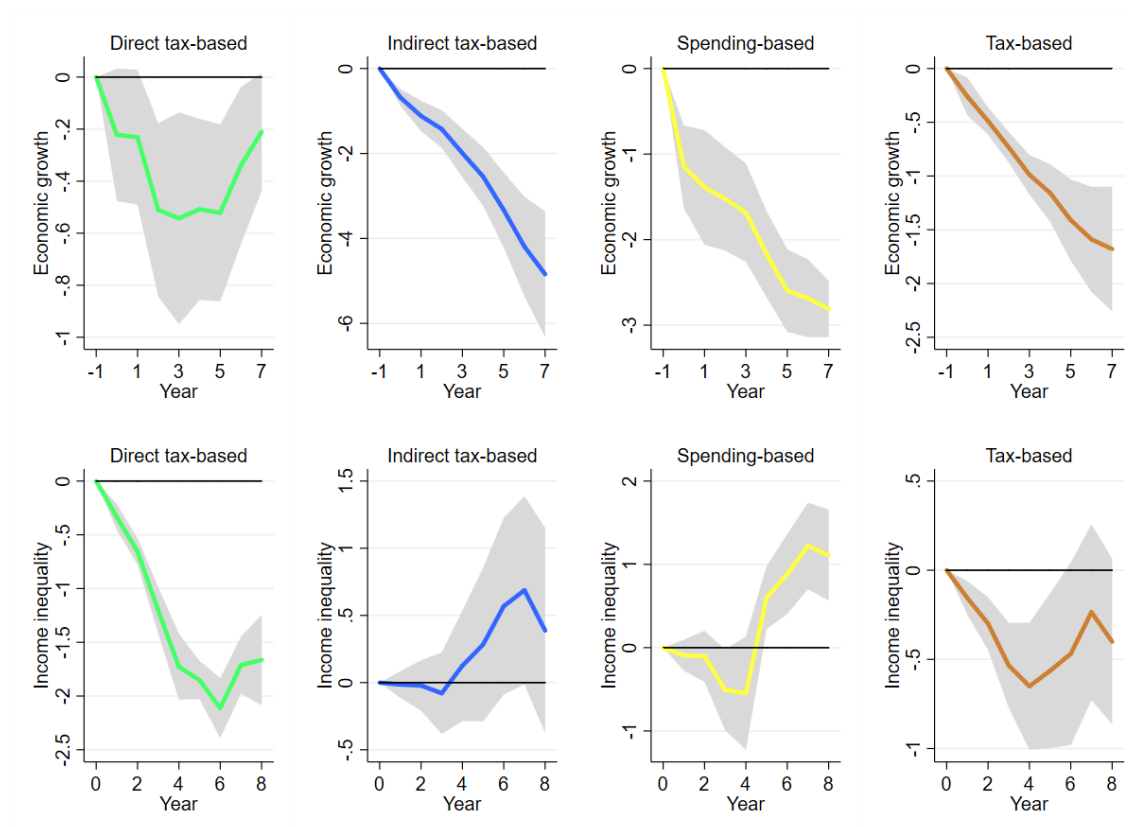 Direct tax-based
Economic growth
0
-.2
-.4
-.6
-.8
-1
-1 1 3 5 7
Year
Indirect tax-based
Economic growth
0
-2
-4
-6
-1 1 3 5 7
Year
Spending-based
Economic growth
0
-1
-2
-3
-1 1 3 5 7
Year
Tax-based
Economic growth
0
-.5
-1
-1.5
-2
-2.5
-1 1 3 5 7
Year
Direct tax-based
Income inequality
0
-.5
-1
-1.5
-2
-2.5
0 2 4 6 8
Year
Indirect tax-based
Income inequality
1.5
1
.5
0
-.5
0 2 4 6 8
Year
Spending-based
Income inequality
2
1
0
-1
0 2 4 6 8
Year
Tax-based
Income inequality
.5
0
-.5
-1
0 2 4 6 8
Year